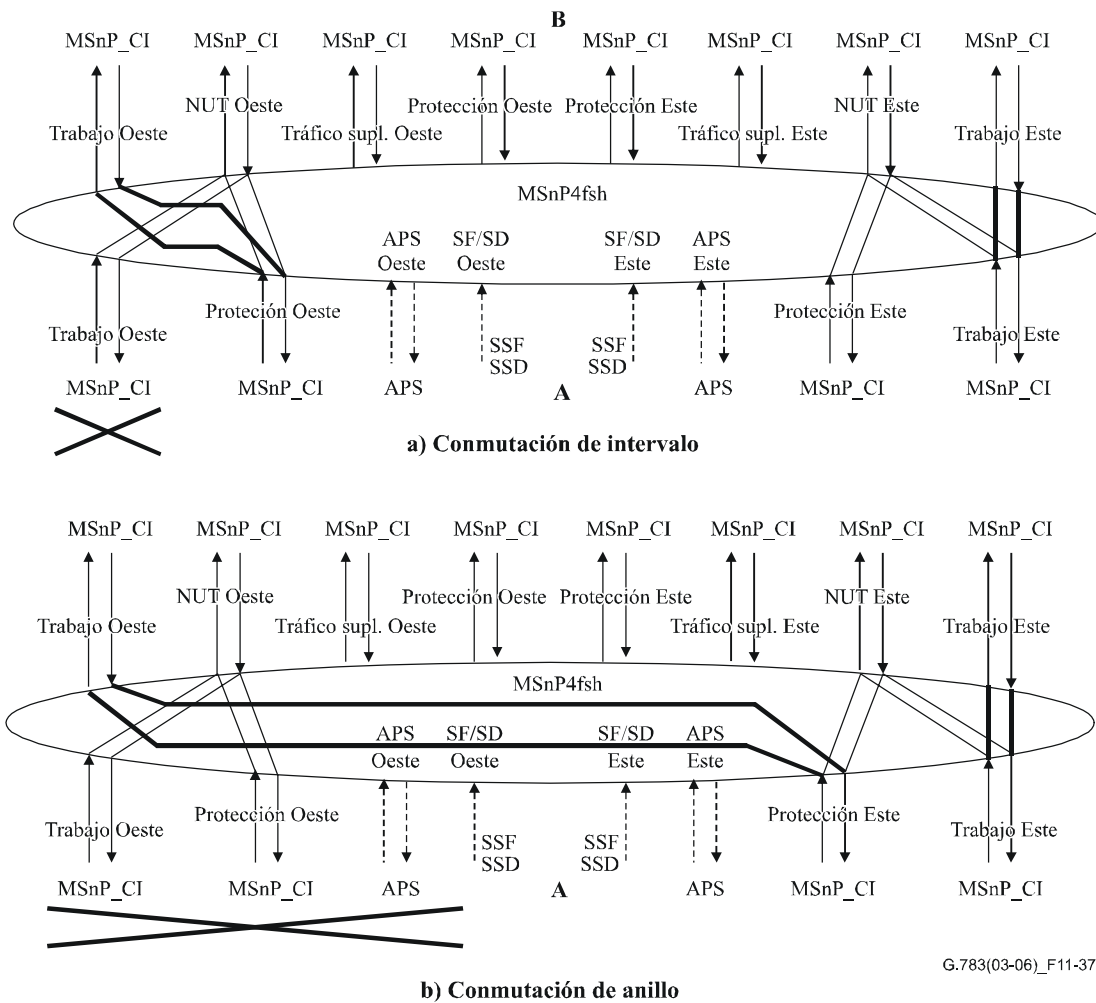 B
MSnP_CI MSnP_CI MSnP_CI MSnP_CI MSnP_CI MSnP_CI MSnP_CI MSnP_CI
NUT Oeste Protección Oeste Protección Este NUT Este
Trabajo Oeste Tráfico supl. Oeste Tráfico supl. Este Trabajo Este
MSnP4fsh
APS Oeste
SF/SD Oeste
SF/SD Este
APS Este
Trabajo Oeste Proteción Oeste Protección Este Trabajo Este
SSF SSF
SSD SSD
MSnP_CI MSnP_CI APS A APS MSnP_CI MSnP_CI
a) Conmutación de intervalo
MSnP_CI MSnP_CI MSnP_CI MSnP_CI MSnP_CI MSnP_CI MSnP_CI MSnP_CI
NUT Oeste Protección Oeste Protección Este NUT Este
Trabajo Oeste Tráfico supl. Oeste Tráfico supl. Este Trabajo Este
MSnP4fsh
APS Oeste
SF/SD Oeste
SF/SD Este
APS Este
Trabajo Oeste Protección Oeste Protección Este Trabajo Este
SSF SSF
SSD SSD
MSnP_CI MSnP_CI APS A APS MSnP_CI MSnP_CI
G.783(03-06)_F11-37
b) Conmutación de anillo